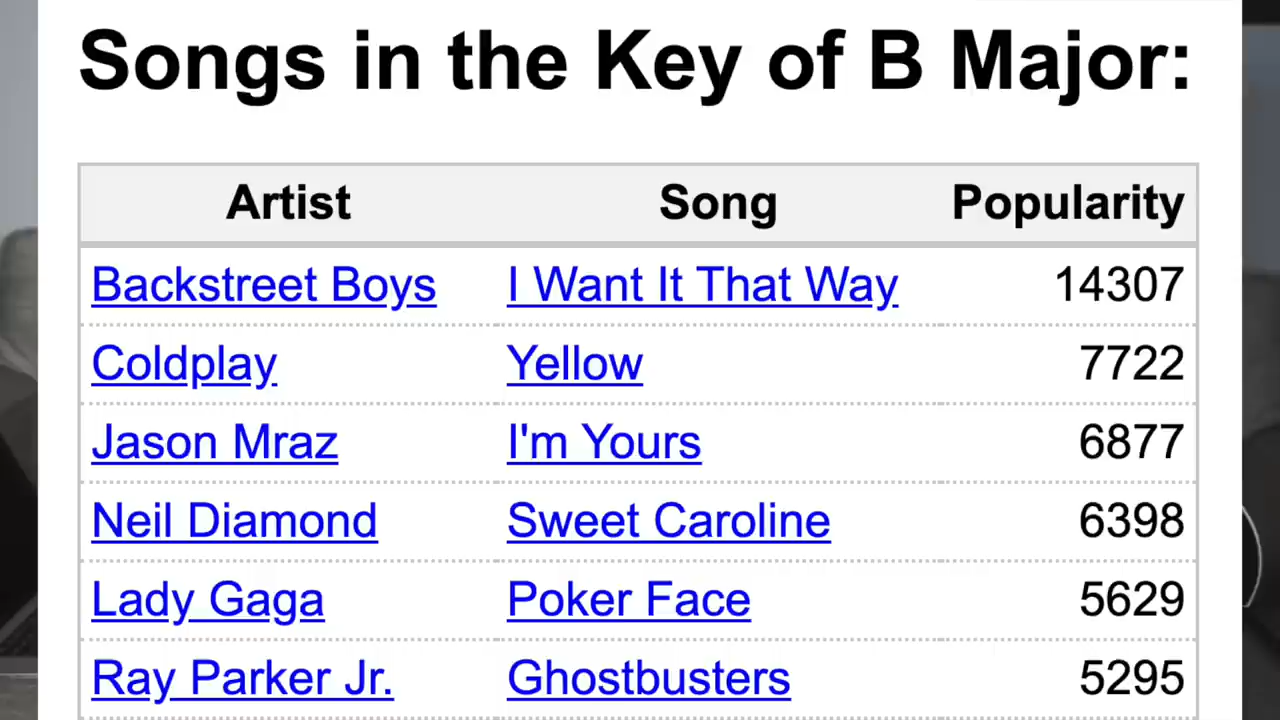 Songs in the Key of B Major:
Artist Song Popularity
Backstreet Boys I Want It That Way 14307
Coldplay Yellow 7722
Jason Mraz I'm Yours 6877
Neil Diamond Sweet Caroline 6398
Lady Gaga Poker Face 5629
Ray Parker Jr. Ghostbusters 5295